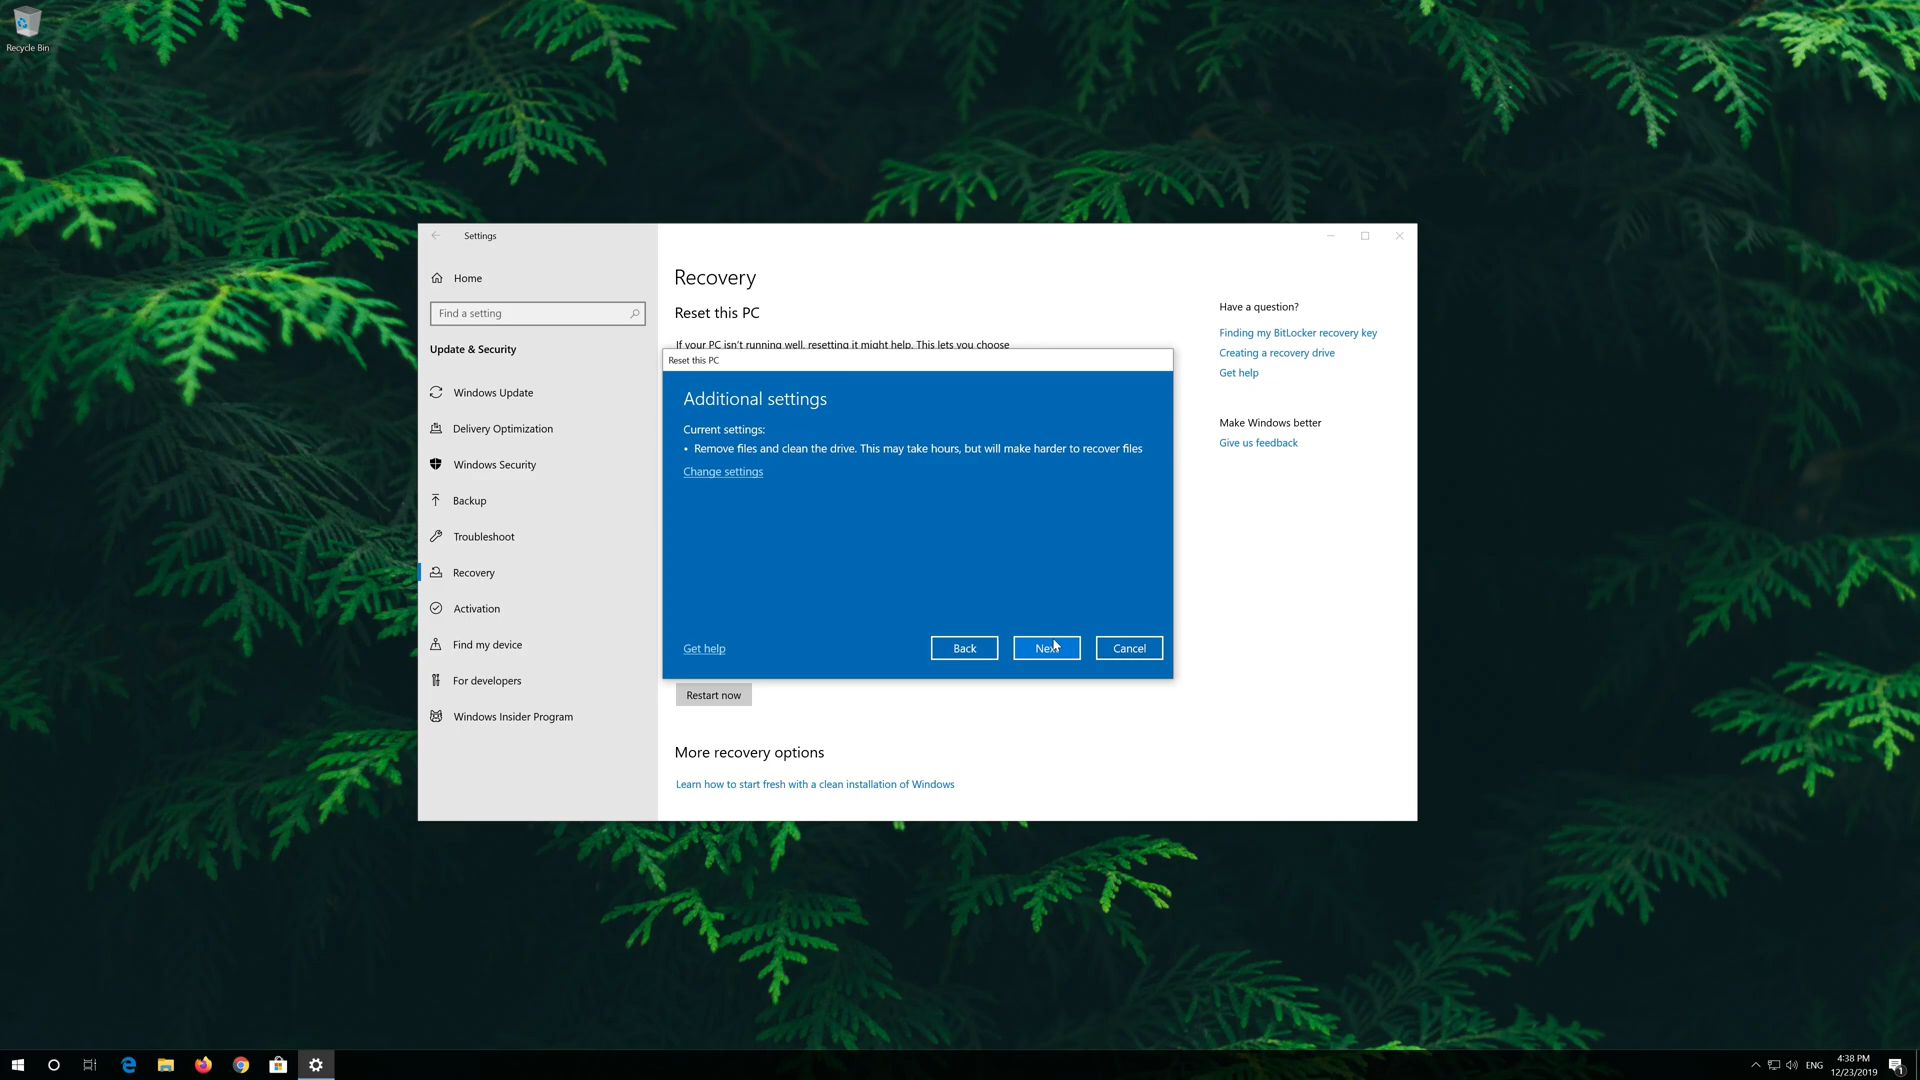 Recycle Bin
Settings
Home
Find a setting
Update & Security
Windows Update
Delivery Optimization
Windows Security
Backup
Troubleshoot
Recovery
Activation
Find my device
For developers
Windows Insider Program
Recovery
Reset this PC
If your PC isn't running well, resetting it might help. This lets you choose
Reset this PC
Additional settings
Current settings:
• Remove files and clean the drive. This may take hours, but will make harder to recover files
Change settings
Get help
Back
Next
Cancel
Restart now
More recovery options
Learn how to start fresh with a clean installation of Windows
Have a question?
Finding my BitLocker recovery key
Creating a recovery drive
Get help
Make Windows better
Give us feedback
ENG
4:38 PM
12/23/2019
1